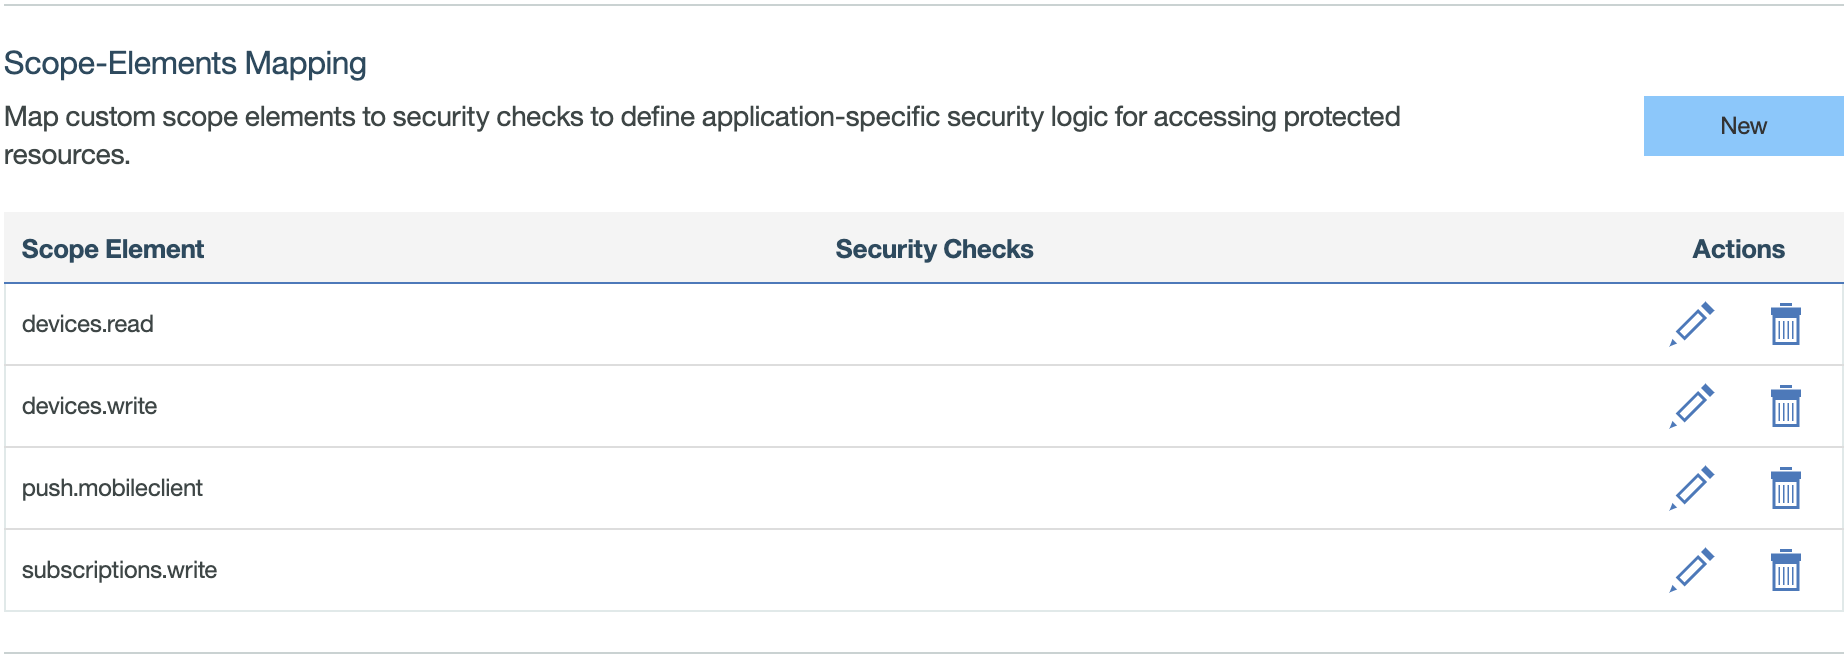 Scope-Elements Mapping
Map custom scope elements to security checks to define application-specific security logic for accessing protected
resources.
New
Scope Element Security Checks Actions
devices.read
devices.write
push.mobileclient
subscriptions.write